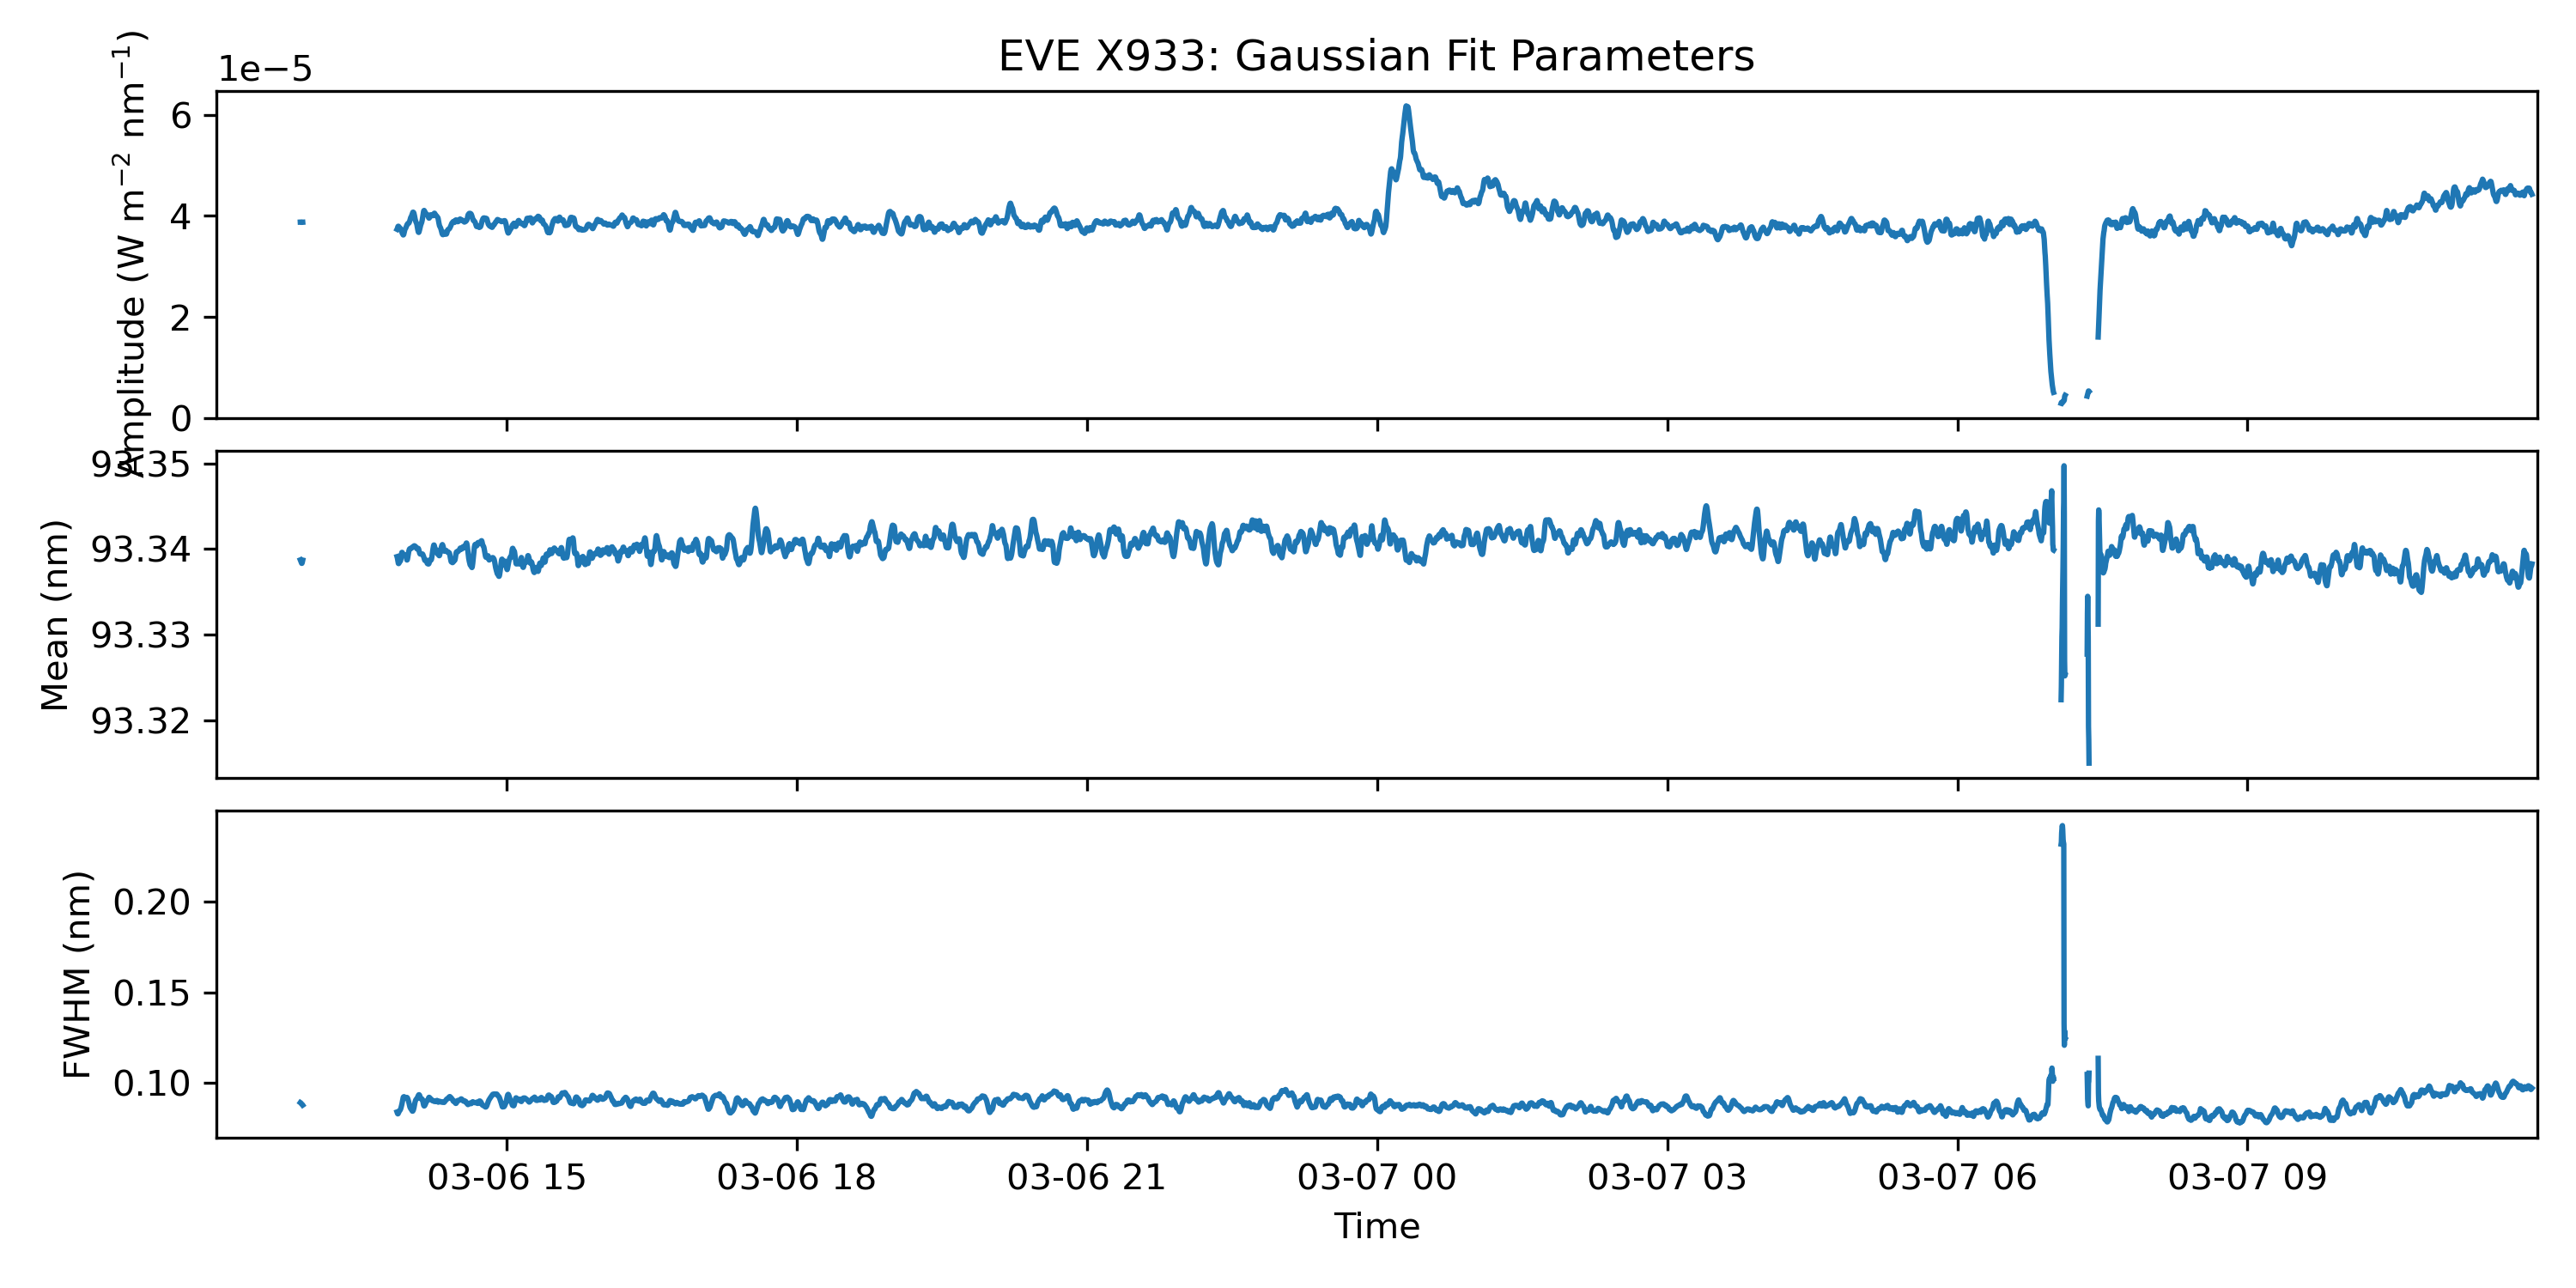 EVE X933: Gaussian Fit Parameters
1e−5
Amplitude (W m⁻² nm⁻¹)
6
4
2
0
Mean (nm)
93.35
93.34
93.33
93.32
FWHM (nm)
0.20
0.15
0.10
03-06 15 03-06 18 03-06 21 03-07 00 03-07 03 03-07 06 03-07 09
Time